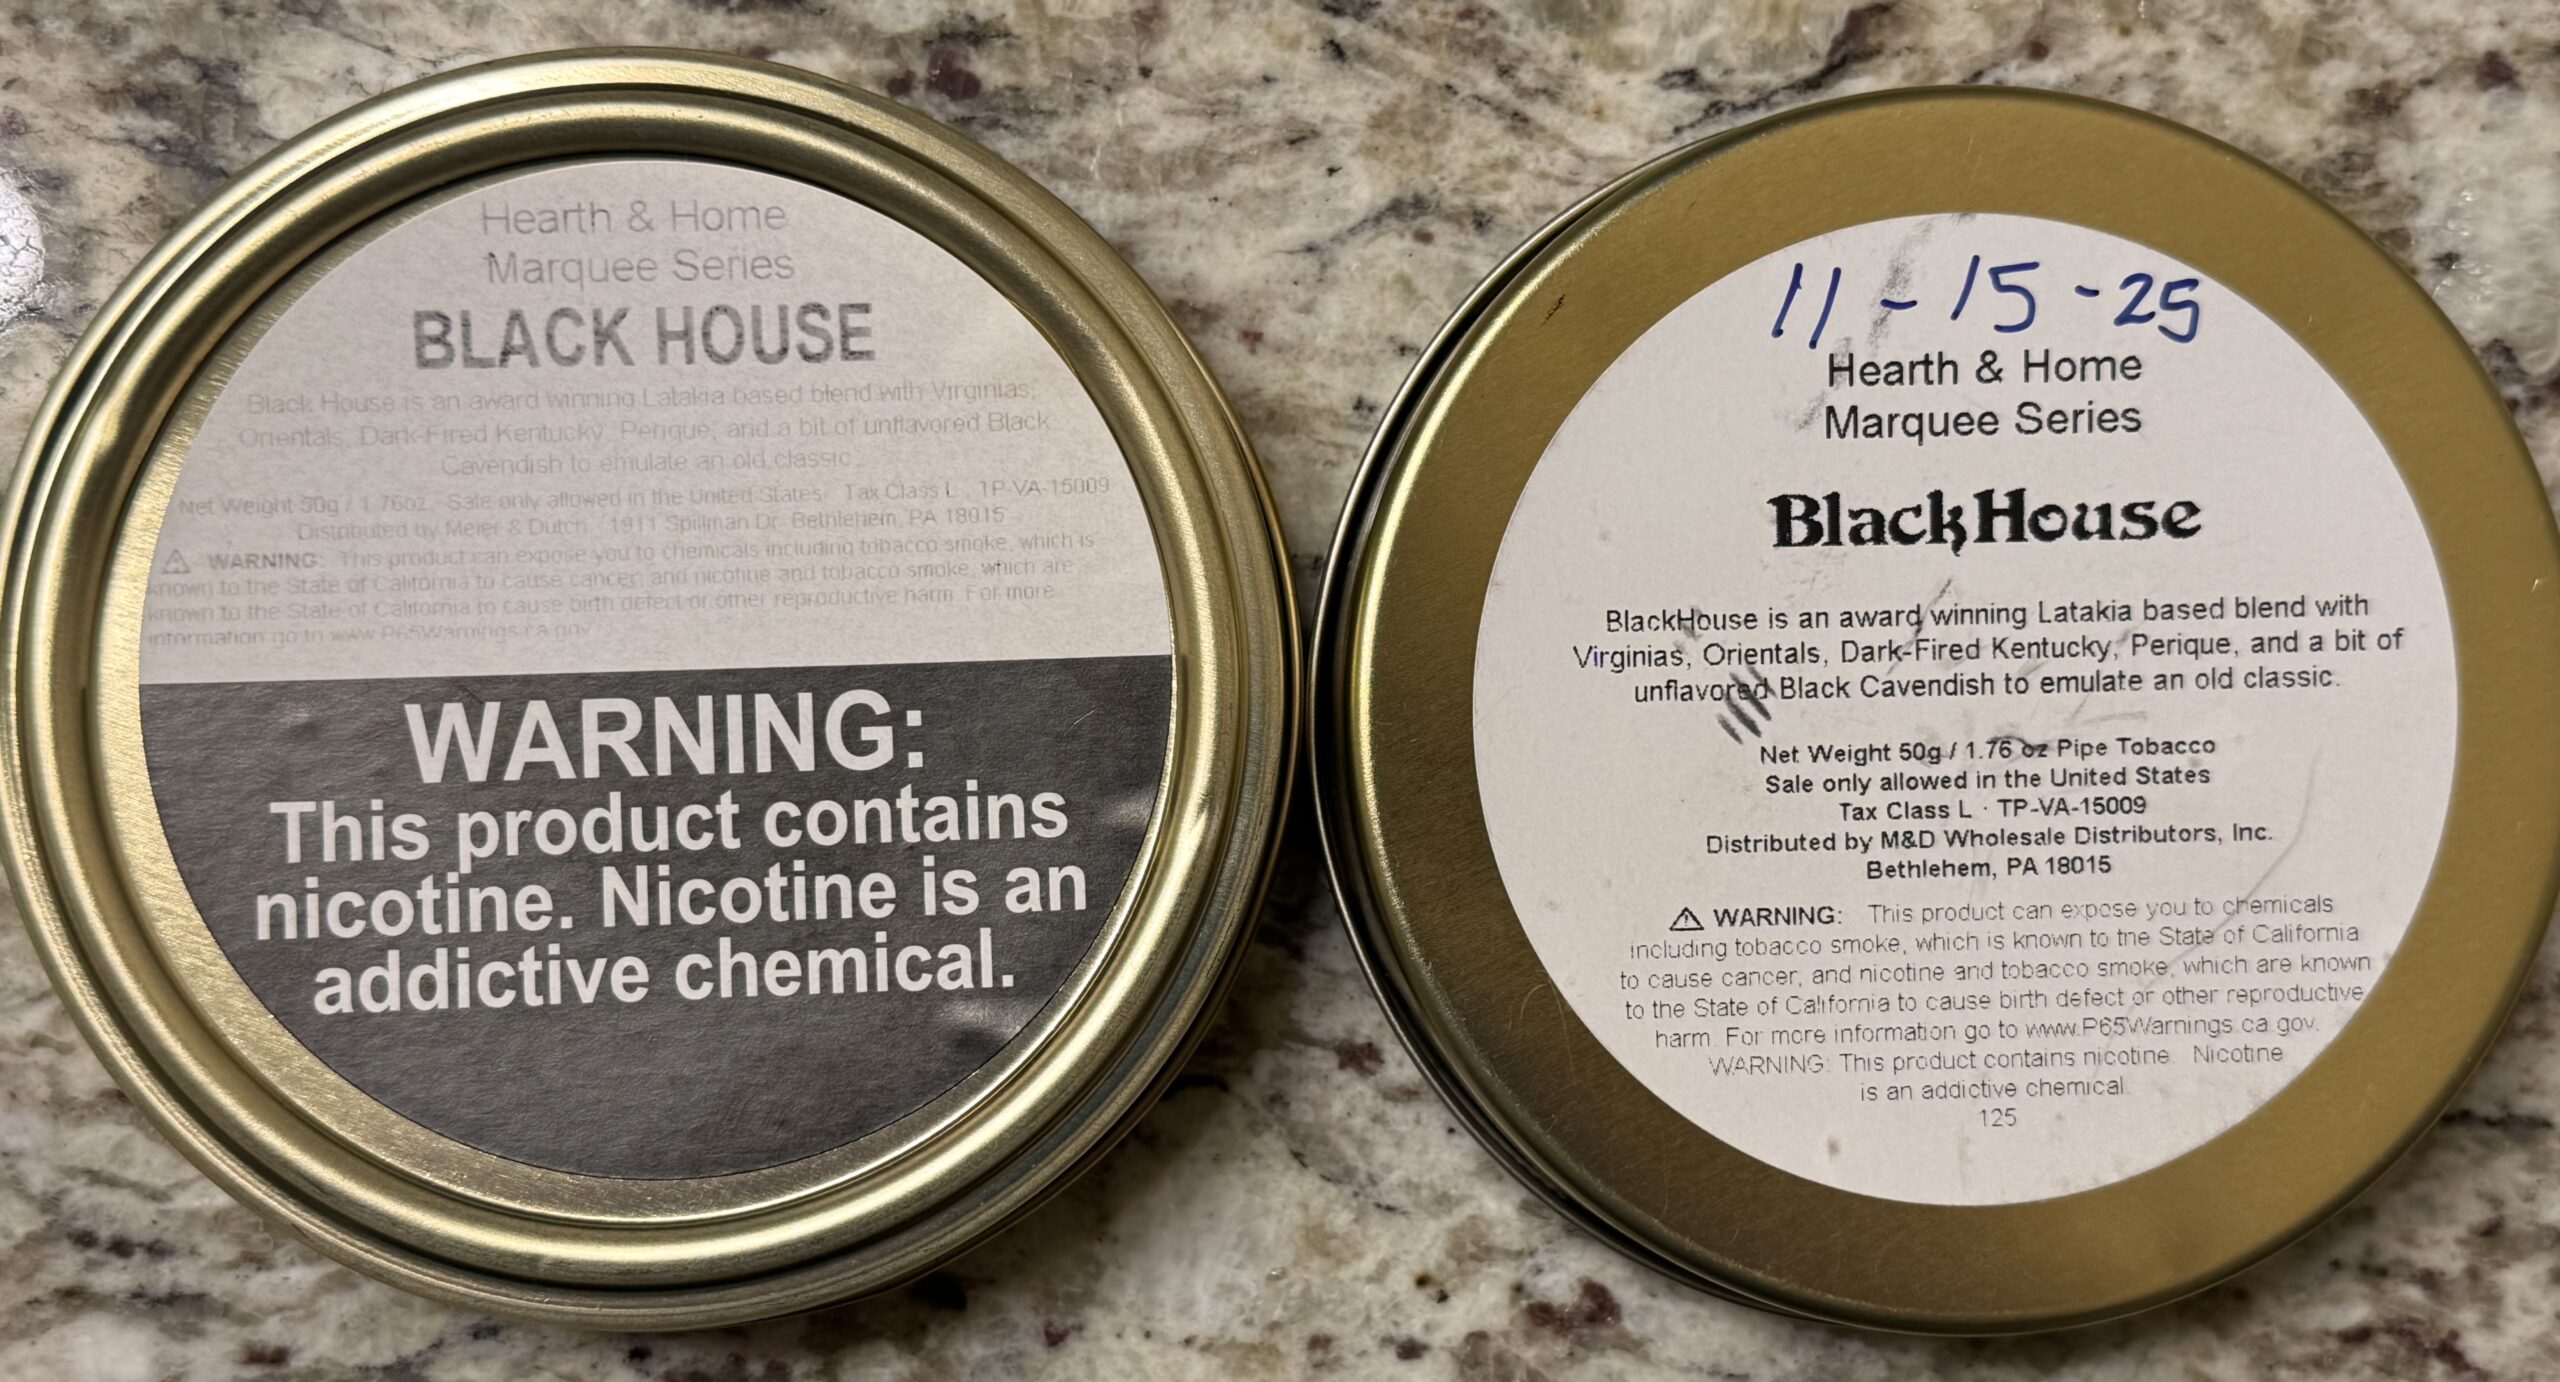 Hearth & Home
Marquee Series
BLACK HOUSE
Black House is an award winning Latakia based blend with Virginias,
Orientals, Dark-Fired Kentucky, Perique, and a bit of unflavored Black
Cavendish to emulate an old classic.
Net Weight 50g / 1.76oz. Sale only allowed in the United States Tax Class L TP-VA-15009
Distributed by Meier & Dutch 1911 Spillman Dr. Bethlehem, PA 18015
⚠ WARNING: This product can expose you to chemicals including tobacco smoke, which is
known to the State of California to cause cancer, and nicotine and tobacco smoke, which are
known to the State of California to cause birth defect or other reproductive harm. For more
information go to www.P65Warnings.ca.gov
WARNING:
This product contains
nicotine. Nicotine is an
addictive chemical.
11-15-25
Hearth & Home
Marquee Series
BlackHouse
BlackHouse is an award winning Latakia based blend with
Virginias, Orientals, Dark-Fired Kentucky, Perique, and a bit of
unflavored Black Cavendish to emulate an old classic.
Net Weight 50g / 1.76 oz Pipe Tobacco
Sale only allowed in the United States
Tax Class L · TP-VA-15009
Distributed by M&D Wholesale Distributors, Inc.
Bethlehem, PA 18015
⚠ WARNING: This product can expose you to chemicals
including tobacco smoke, which is known to the State of California
to cause cancer, and nicotine and tobacco smoke, which are known
to the State of California to cause birth defect or other reproductive
harm. For more information go to www.P65Warnings.ca.gov.
WARNING: This product contains nicotine. Nicotine
is an addictive chemical.
125